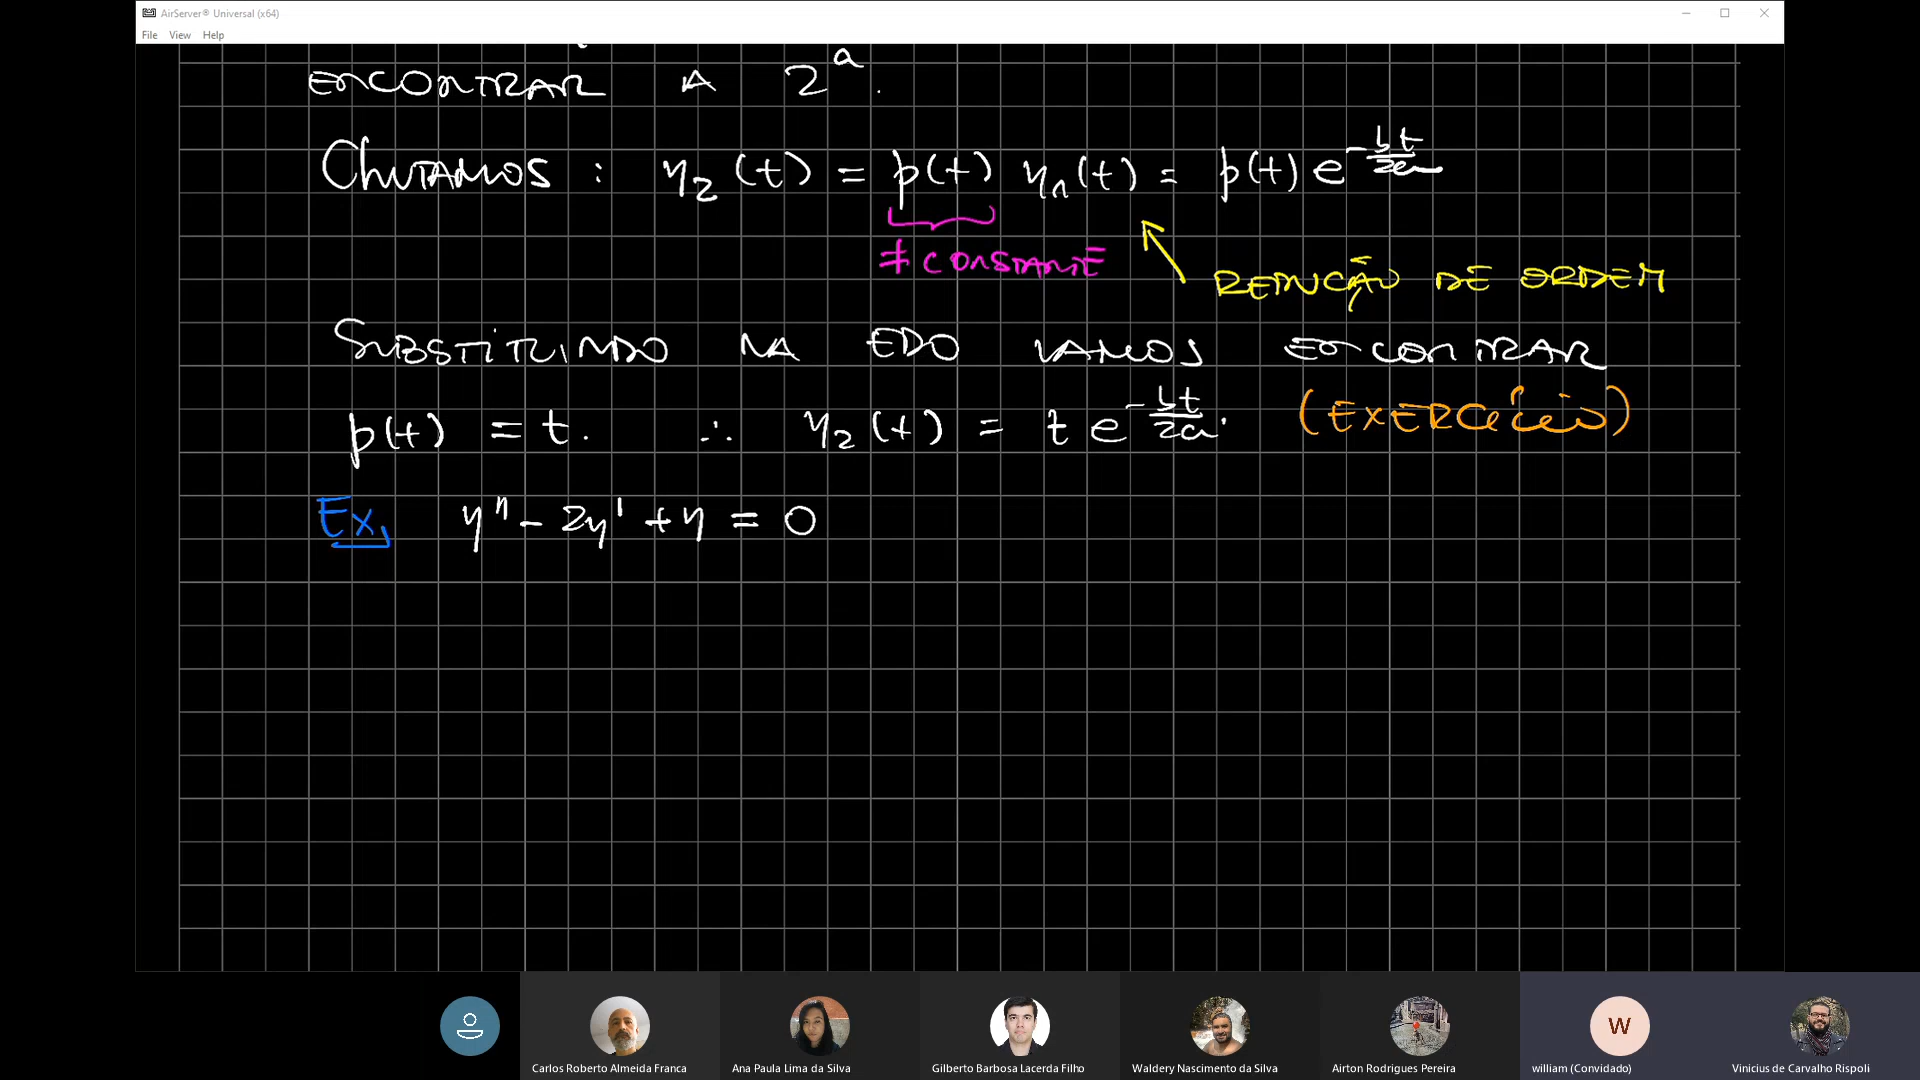 AirServer® Universal (x64)
File View Help
ENCONTRAR A 2ª.
CHUTAMOS : y₂(t) = p(t) y₁(t) = p(t) e^{-bt/2a}
≠ CONSTANTE
REDUÇÃO DE ORDEM
SUBSTITUINDO NA EDO VAMOS ENCONTRAR
p(t) = t. ∴ y₂(t) = t e^{-bt/2a}. (EXERCÍCIO)
Ex. y'' - 2y' + y = 0
W
Carlos Roberto Almeida Franca Ana Paula Lima da Silva Gilberto Barbosa Lacerda Filho Waldery Nascimento da Silva Airton Rodrigues Pereira william (Convidado) Vinicius de Carvalho Rispoli